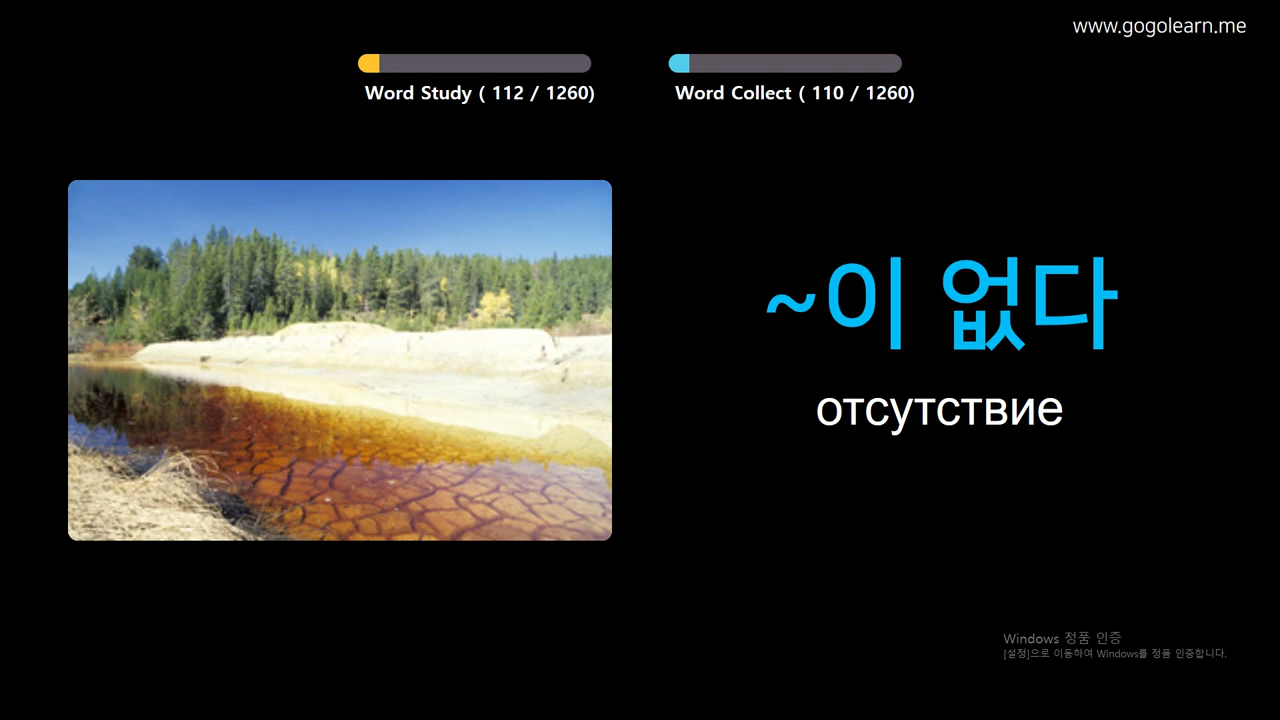 www.gogolearn.me
Word Study ( 112 / 1260)
Word Collect ( 110 / 1260)
~이 없다
отсутствие
Windows 정품 인증
[설정]으로 이동하여 Windows를 정품 인증합니다.